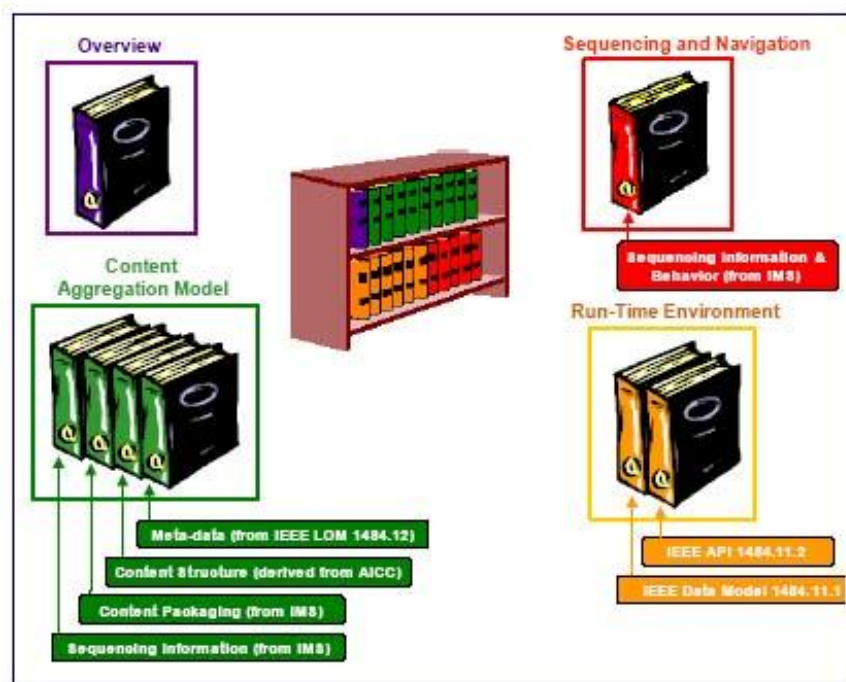 Overview
Sequencing and Navigation
Sequencing Information &
Behavior (from IMS)
Content
Aggregation Model
Run-Time Environment
Meta-data (from IEEE LOM 1484.12)
Content Structure (derived from AICC)
Content Packaging (from IMS)
Sequencing Information (from IMS)
IEEE API 1484.11.2
IEEE Data Model 1484.11.1